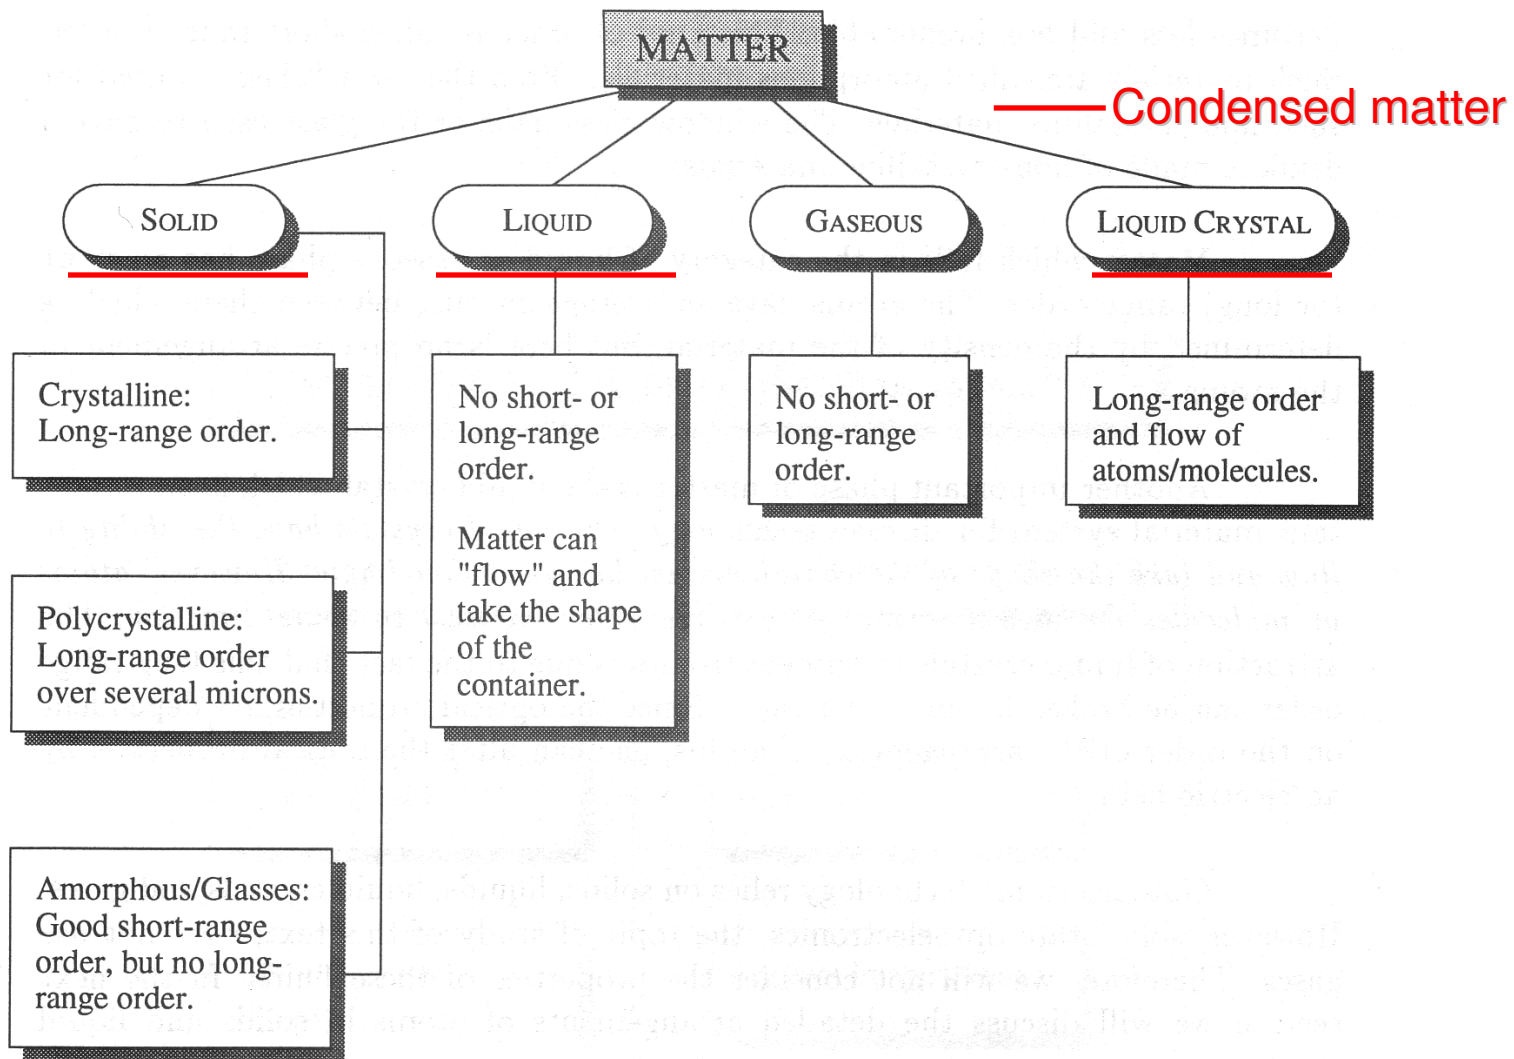 MATTER
Condensed matter
SOLID
LIQUID
GASEOUS
LIQUID CRYSTAL
Crystalline:
Long-range order.
Polycrystalline:
Long-range order
over several microns.
Amorphous/Glasses:
Good short-range
order, but no long-
range order.
No short- or
long-range
order.
Matter can
"flow" and
take the shape
of the
container.
No short- or
long-range
order.
Long-range order
and flow of
atoms/molecules.